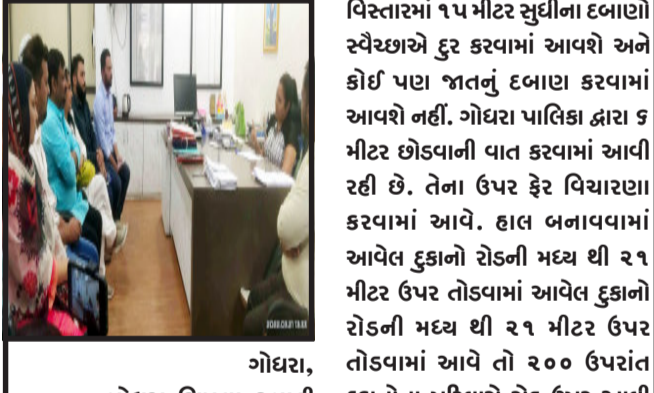 ગોધરા,
વિસ્તારમાં ૧૫ મીટર સુધીના દબાણો
સ્વૈચ્છાએ દુર કરવામાં આવશે અને
કોઈ પણ જાતનું દબાણ કરવામાં
આવશે નહીં. ગોધરા પાલિકા દ્વારા ૬
મીટર છોડવાની વાત કરવામાં આવી
રહી છે. તેના ઉપર ફેર વિચારણા
કરવામાં આવે. હાલ બનાવવામાં
આવેલ દુકાનો રોડની મધ્ય થી ૨૧
મીટર ઉપર તોડવામાં આવેલ દુકાનો
રોડની મધ્ય થી ૨૧ મીટર ઉપર
તોડવામાં આવે તો ૨૦૦ ઉપરાંત